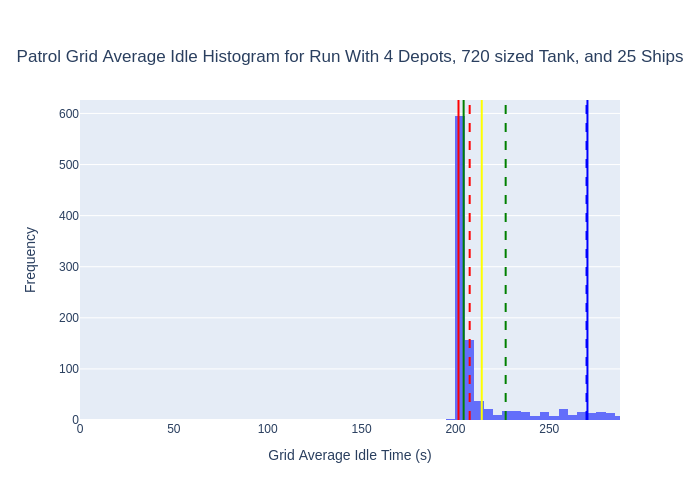 Patrol Grid Average Idle Histogram for Run With 4 Depots, 720 sized Tank, and 25 Ships
600
500
400
300
200
100
0
Frequency
0 50 100 150 200 250
Grid Average Idle Time (s)